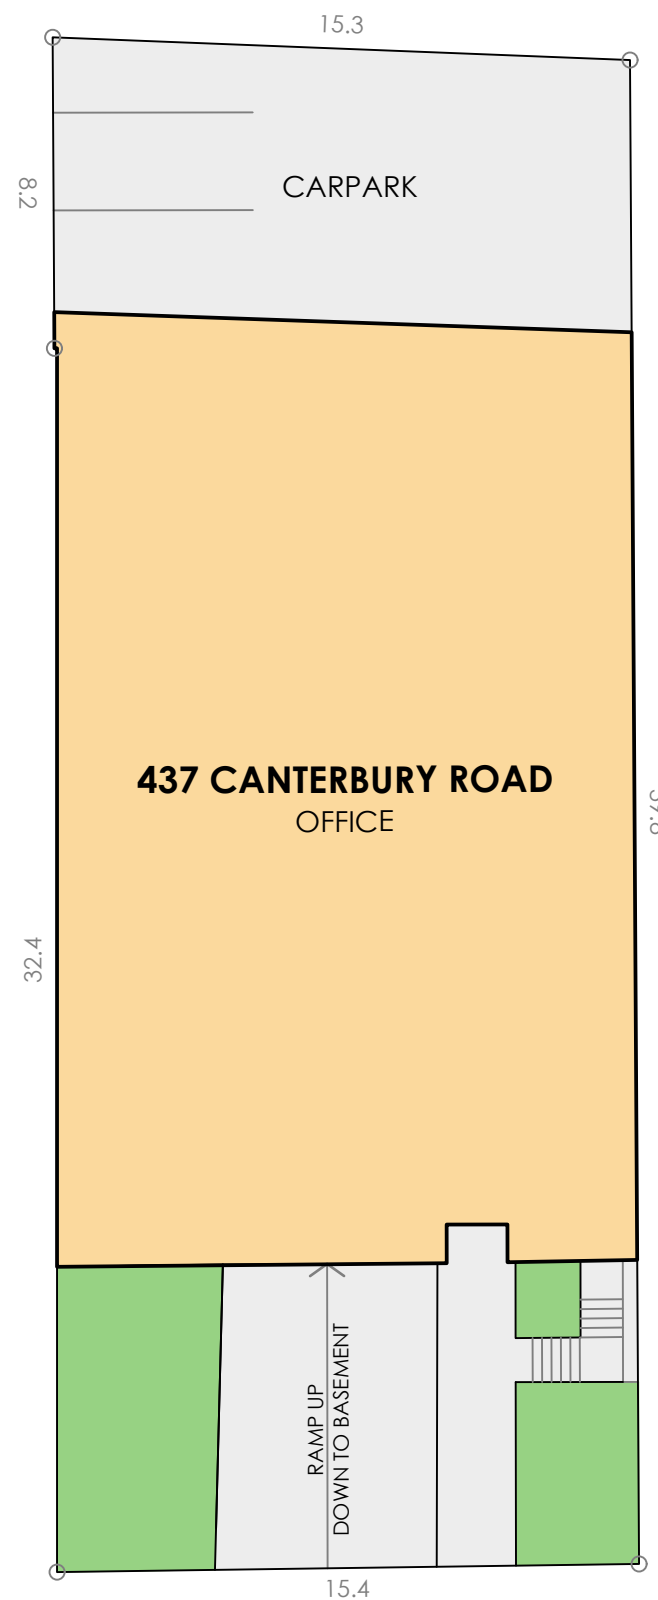 15.3
8.2
CARPARK
437 CANTERBURY ROAD
OFFICE
32.4
RAMP UP
DOWN TO BASEMENT
15.4